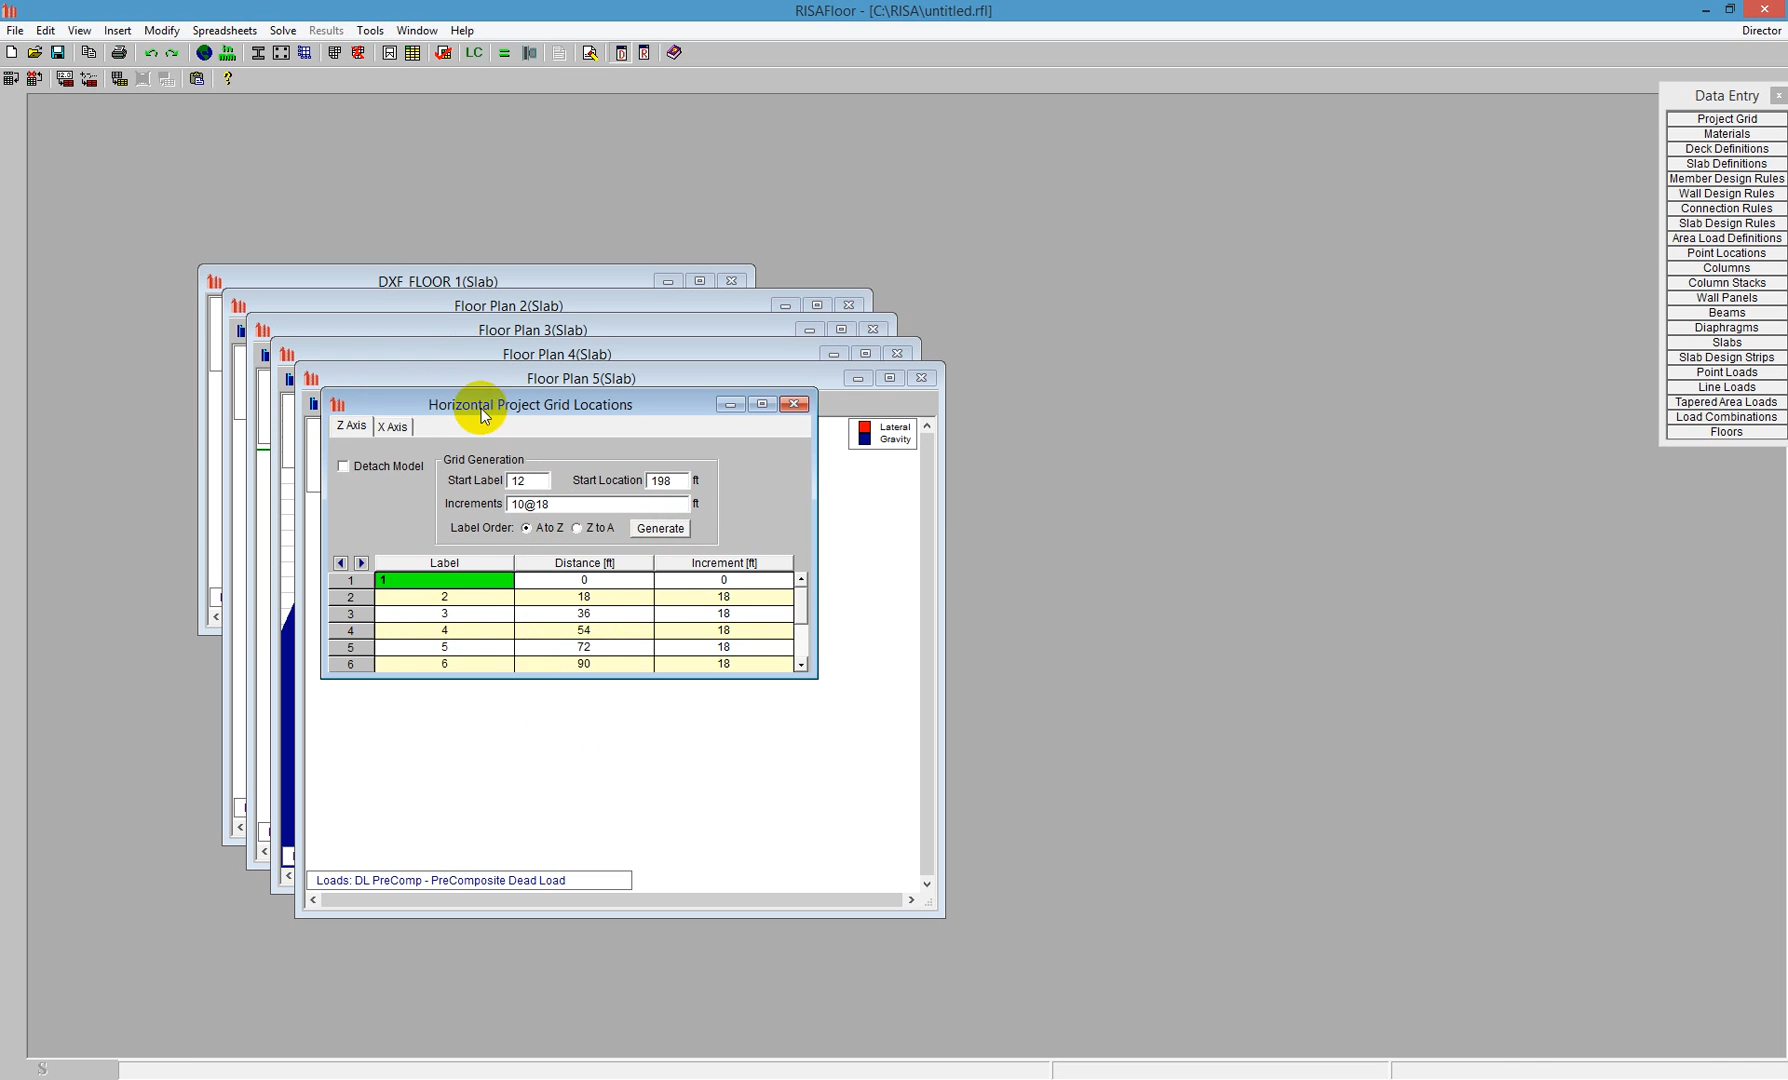 RISAFloor - [C:\RISA\untitled.rfl]
File Edit View Insert Modify Spreadsheets Solve Results Tools Window Help Director
LC D R
Data Entry
Project Grid
Materials
Deck Definitions
Slab Definitions
Member Design Rules
Wall Design Rules
Connection Rules
Slab Design Rules
Area Load Definitions
Point Locations
Columns
Column Stacks
Wall Panels
Beams
Diaphragms
Slabs
Slab Design Strips
Point Loads
Line Loads
Tapered Area Loads
Load Combinations
Floors
DXF FLOOR 1(Slab)
Floor Plan 2(Slab)
Floor Plan 3(Slab)
Floor Plan 4(Slab)
Floor Plan 5(Slab)
Horizontal Project Grid Locations
Z Axis X Axis
Lateral
Gravity
Detach Model
Grid Generation
Start Label 12 Start Location 198 ft
Increments 10@18 ft
Label Order: A to Z Z to A Generate
Label Distance [ft] Increment [ft]
1 1 0 0
2 2 18 18
3 3 36 18
4 4 54 18
5 5 72 18
6 6 90 18
Loads: DL PreComp - PreComposite Dead Load
S